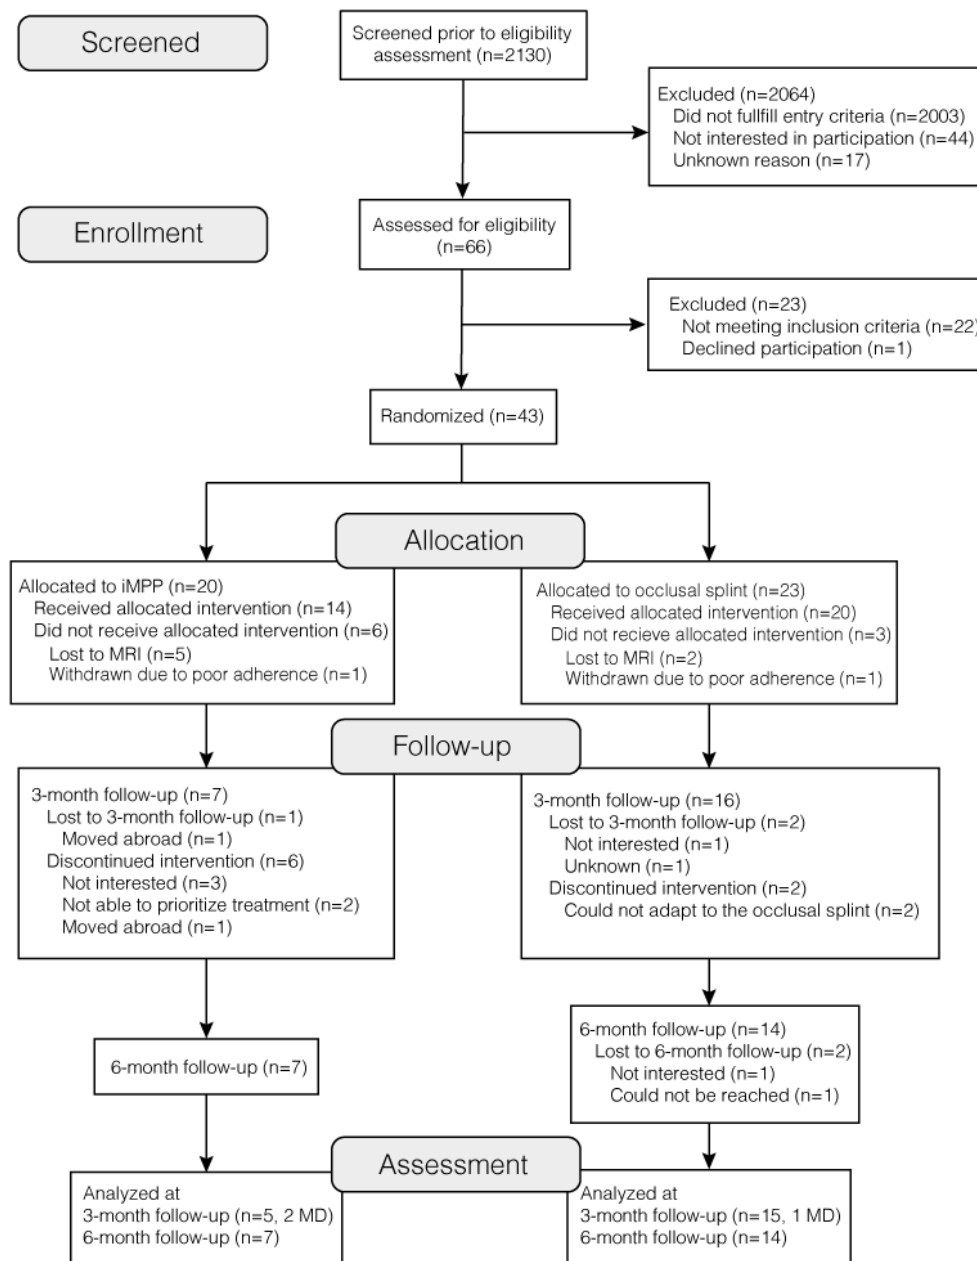 Screened
Screened prior to eligibility
assessment (n=2130)
Excluded (n=2064)
Did not fullfill entry criteria (n=2003)
Not interested in participation (n=44)
Unknown reason (n=17)
Enrollment
Assessed for eligibility
(n=66)
Excluded (n=23)
Not meeting inclusion criteria (n=22)
Declined participation (n=1)
Randomized (n=43)
Allocation
Allocated to iMPP (n=20)
Received allocated intervention (n=14)
Did not receive allocated intervention (n=6)
Lost to MRI (n=5)
Withdrawn due to poor adherence (n=1)
Allocated to occlusal splint (n=23)
Received allocated intervention (n=20)
Did not recieve allocated intervention (n=3)
Lost to MRI (n=2)
Withdrawn due to poor adherence (n=1)
Follow-up
3-month follow-up (n=7)
Lost to 3-month follow-up (n=1)
Moved abroad (n=1)
Discontinued intervention (n=6)
Not interested (n=3)
Not able to prioritize treatment (n=2)
Moved abroad (n=1)
3-month follow-up (n=16)
Lost to 3-month follow-up (n=2)
Not interested (n=1)
Unknown (n=1)
Discontinued intervention (n=2)
Could not adapt to the occlusal splint (n=2)
6-month follow-up (n=7)
6-month follow-up (n=14)
Lost to 6-month follow-up (n=2)
Not interested (n=1)
Could not be reached (n=1)
Assessment
Analyzed at
3-month follow-up (n=5, 2 MD)
6-month follow-up (n=7)
Analyzed at
3-month follow-up (n=15, 1 MD)
6-month follow-up (n=14)